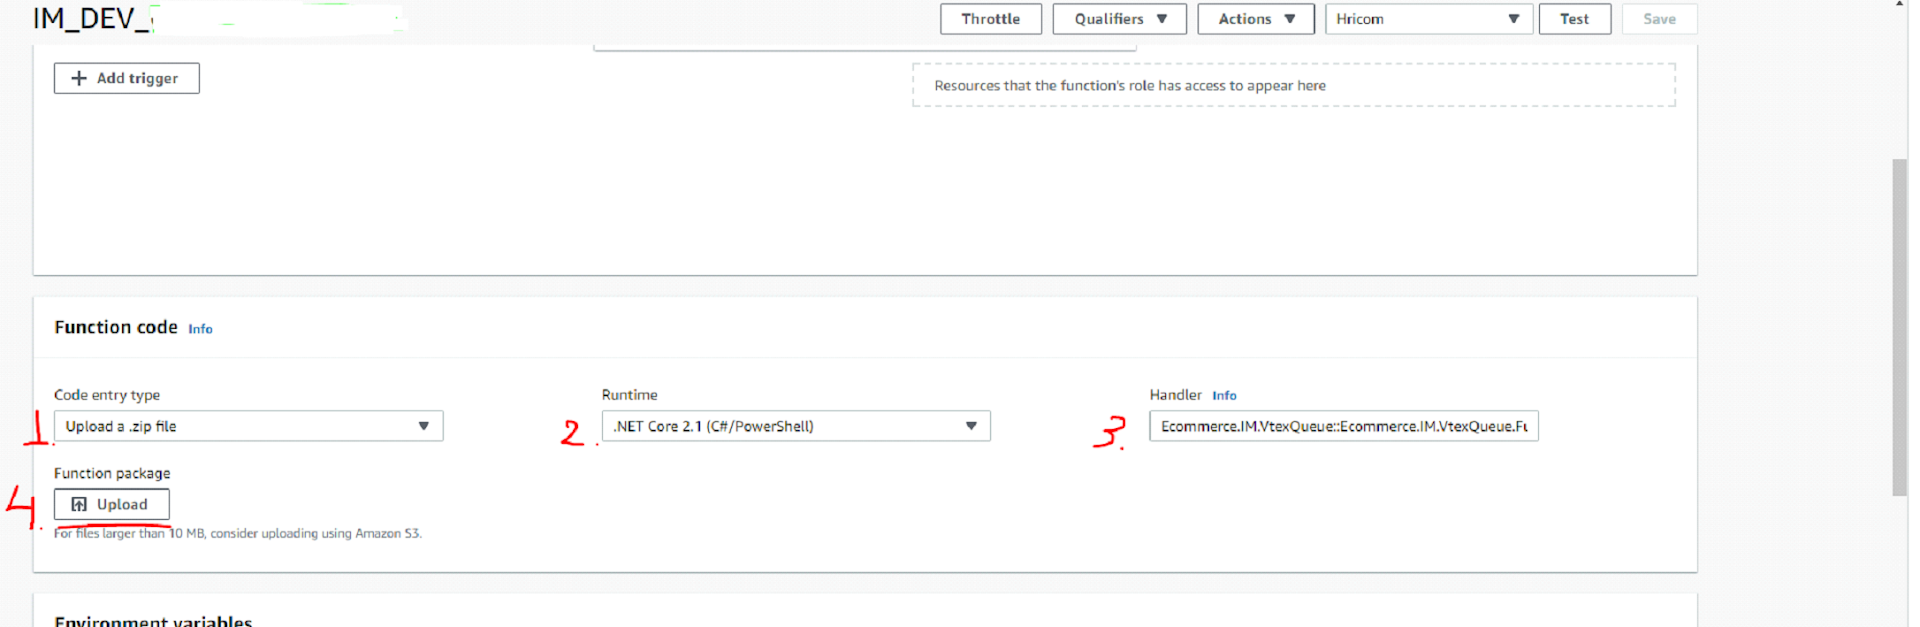 IM_DEV_
Throttle
Qualifiers
Actions
Hricom
Test
Save
+ Add trigger
Resources that the function's role has access to appear here
Function code Info
Code entry type
Runtime
Handler Info
1.
Upload a .zip file
2.
.NET Core 2.1 (C#/PowerShell)
3.
Ecommerce.IM.VtexQueue::Ecommerce.IM.VtexQueue.Fu
Function package
4.
Upload
For files larger than 10 MB, consider uploading using Amazon S3.
Environment variables